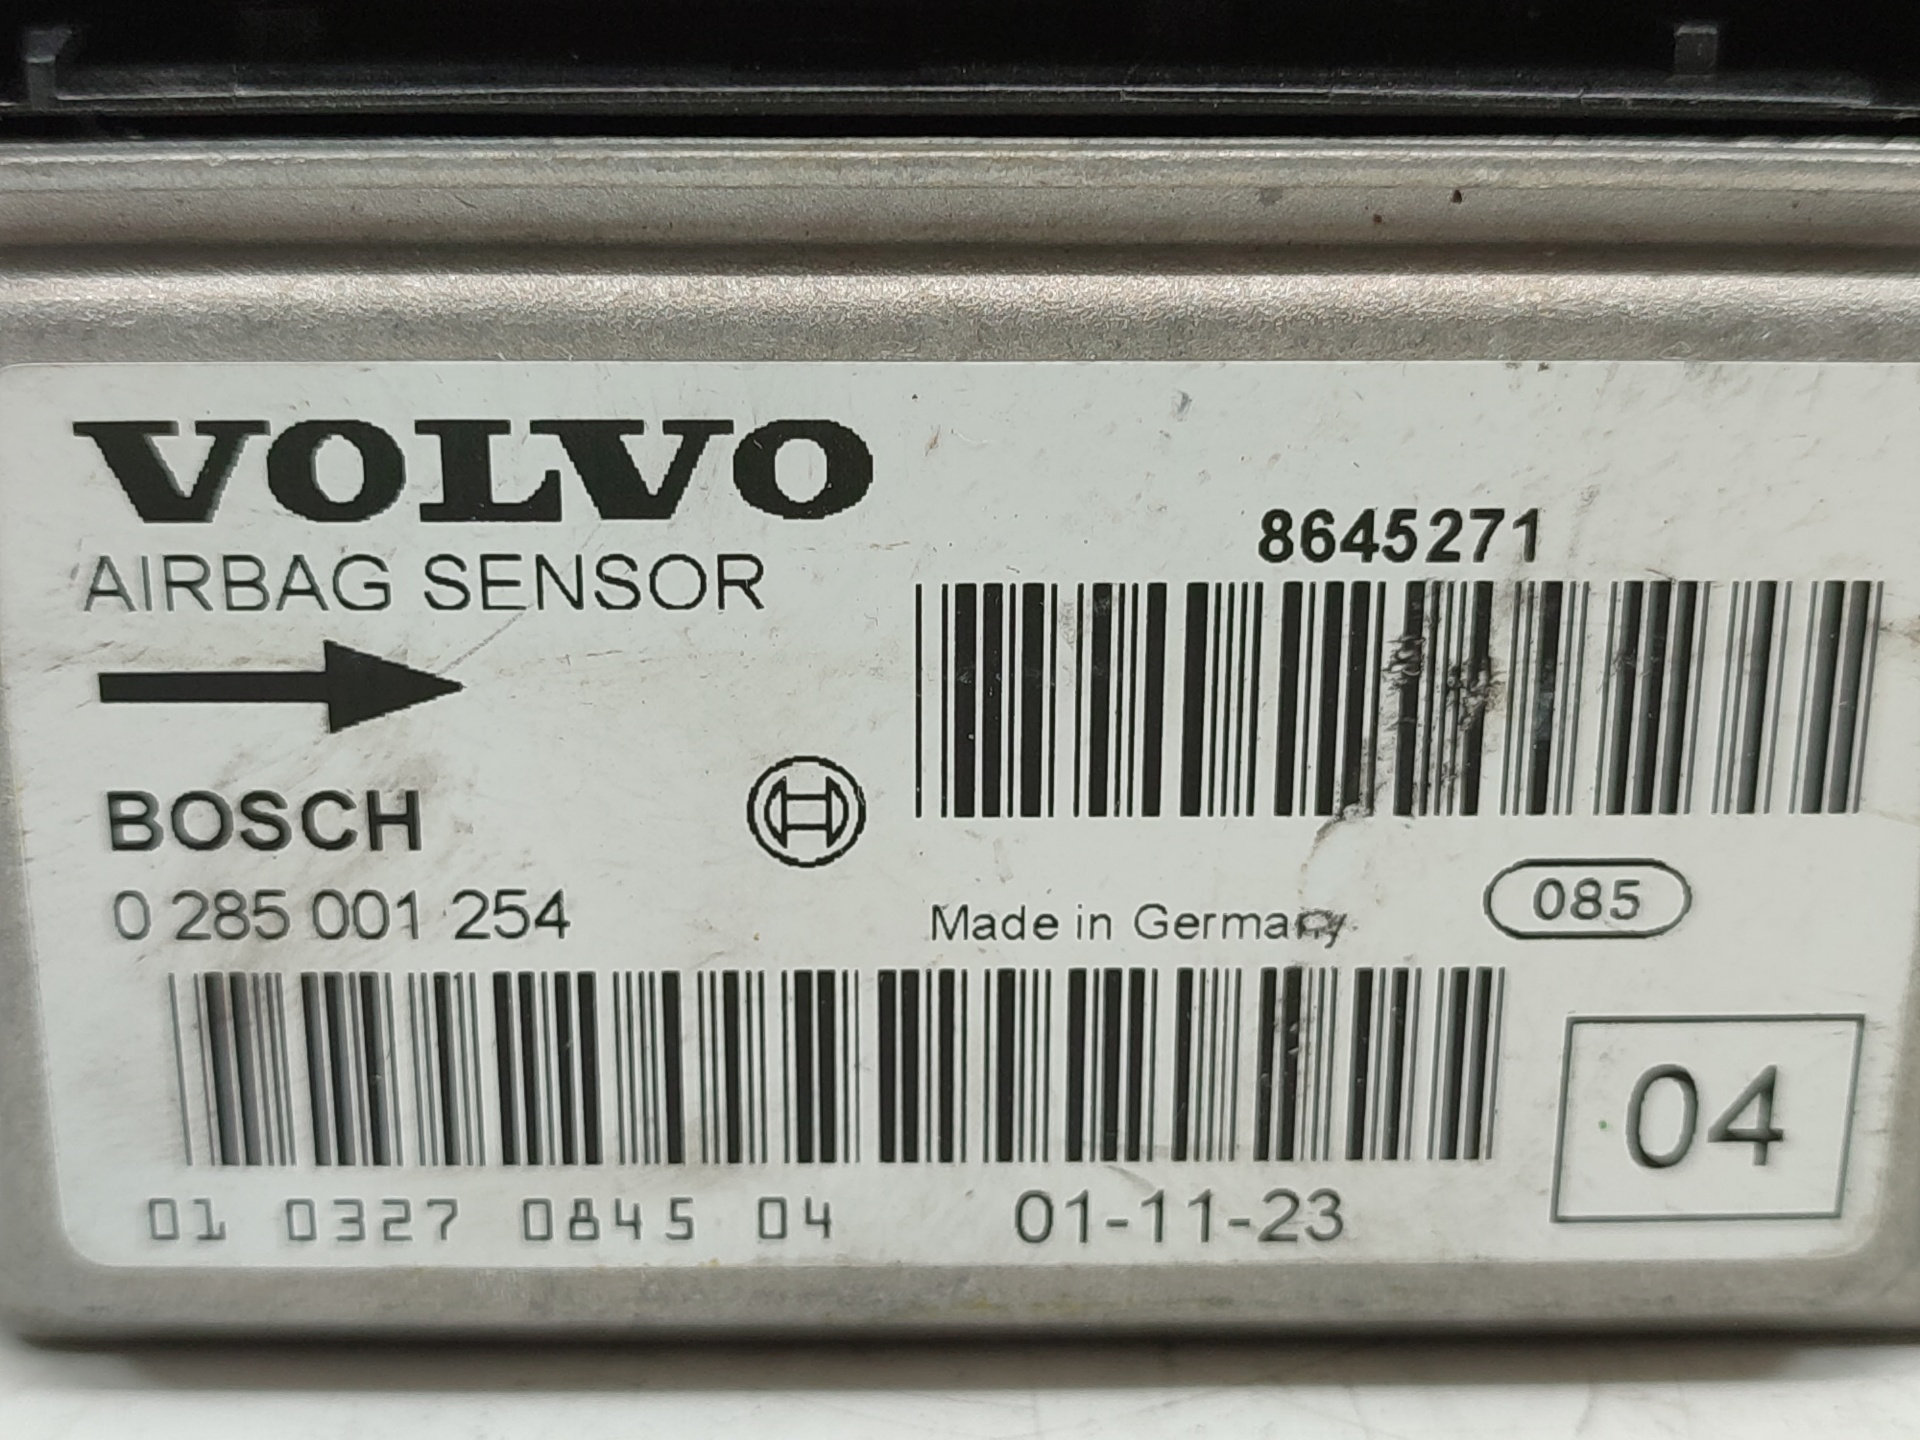 VOLVO
AIRBAG SENSOR
8645271
BOSCH
0 285 001 254
Made in Germany
085
04
01 0327 0845 04
01-11-23